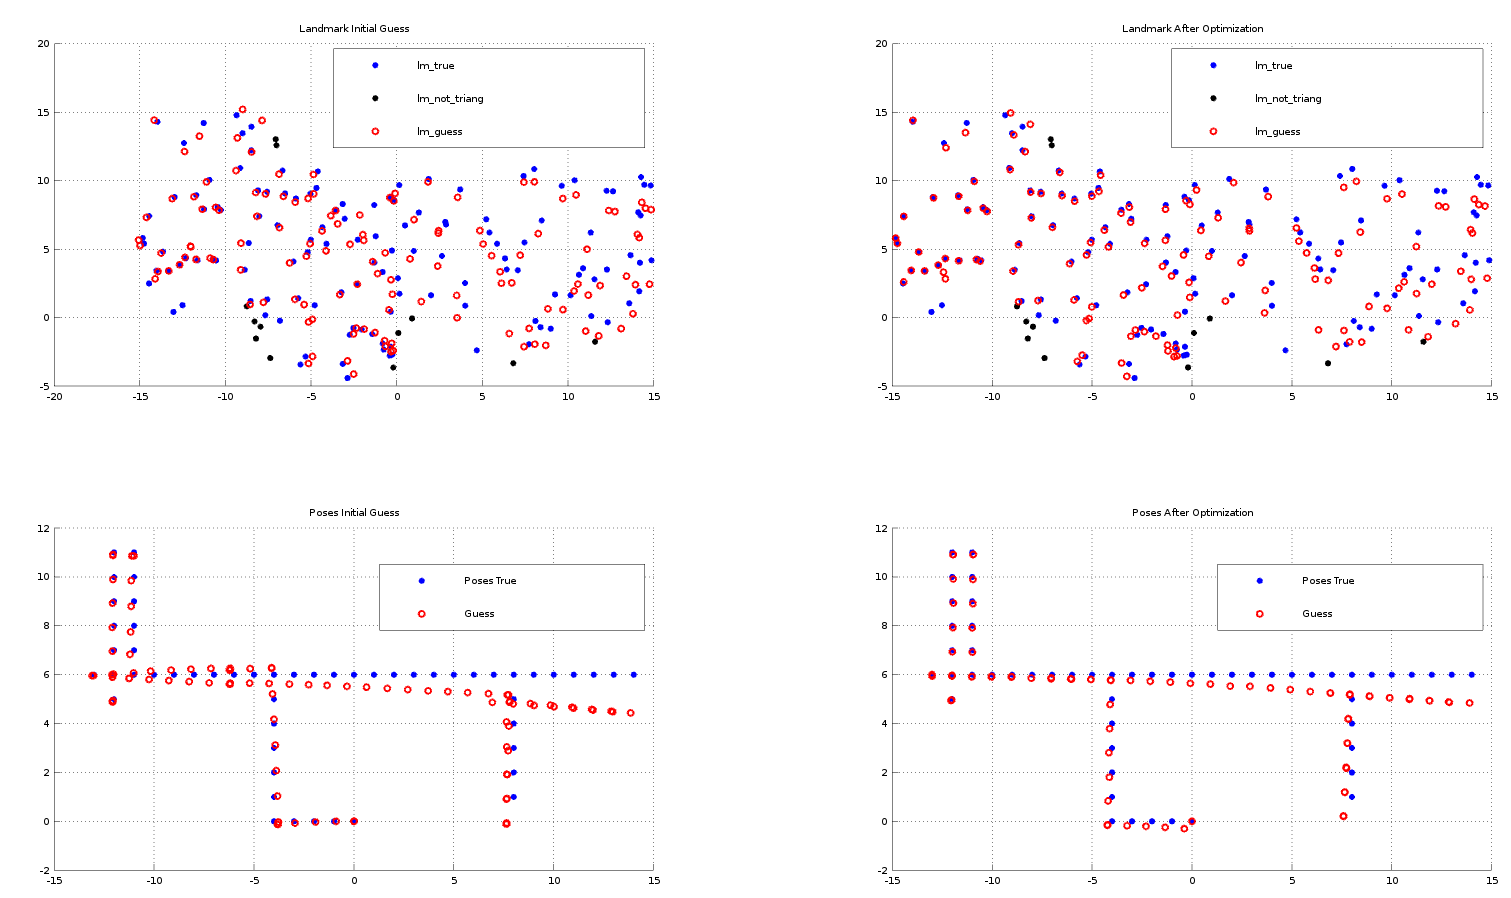 Landmark Initial Guess
20
15
10
5
0
-5
-20 -15 -10 -5 0 5 10 15
lm_true
lm_not_triang
lm_guess
Landmark After Optimization
20
15
10
5
0
-5
-15 -10 -5 0 5 10 15
lm_true
lm_not_triang
lm_guess
Poses Initial Guess
12
10
8
6
4
2
0
-2
-15 -10 -5 0 5 10 15
Poses True
Guess
Poses After Optimization
12
10
8
6
4
2
0
-2
-15 -10 -5 0 5 10 15
Poses True
Guess